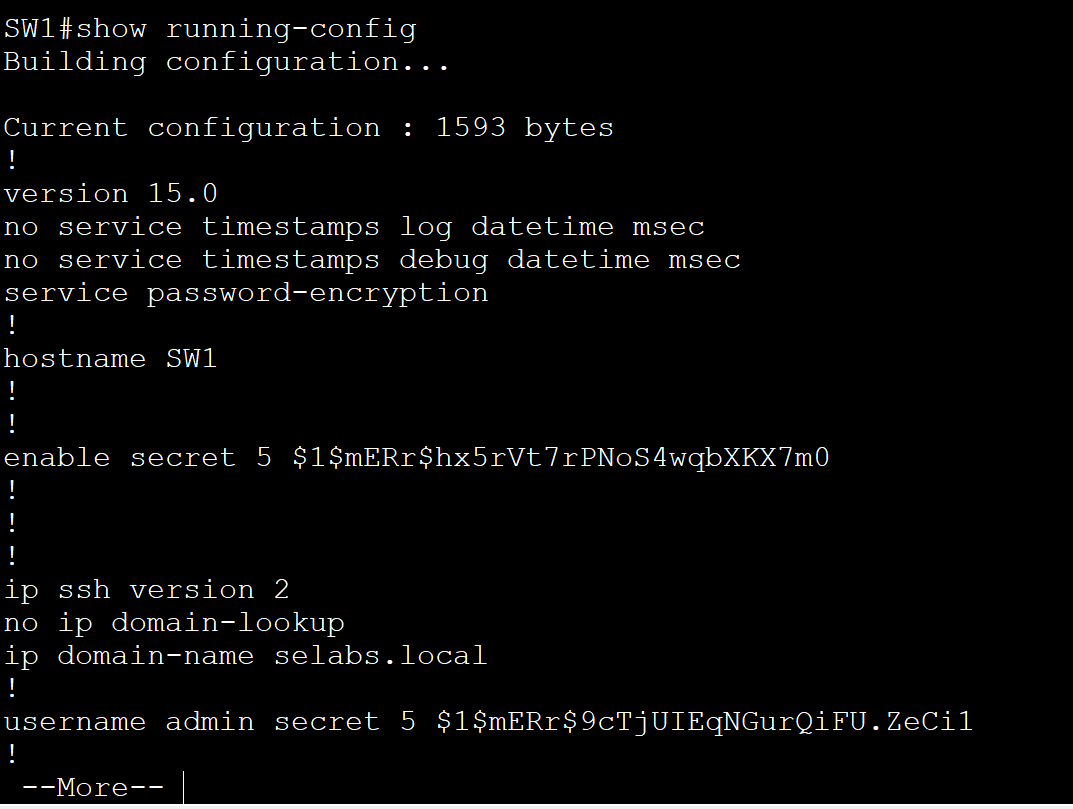 SW1#show running-config
Building configuration...
Current configuration : 1593 bytes
!
version 15.0
no service timestamps log datetime msec
no service timestamps debug datetime msec
service password-encryption
!
hostname SW1
!
!
enable secret 5 $1$mERr$hx5rVt7rPNoS4wqbXKX7m0
!
!
!
ip ssh version 2
no ip domain-lookup
ip domain-name selabs.local
!
username admin secret 5 $1$mERr$9cTjUIEqNGurQiFU.ZeCi1
!
--More--